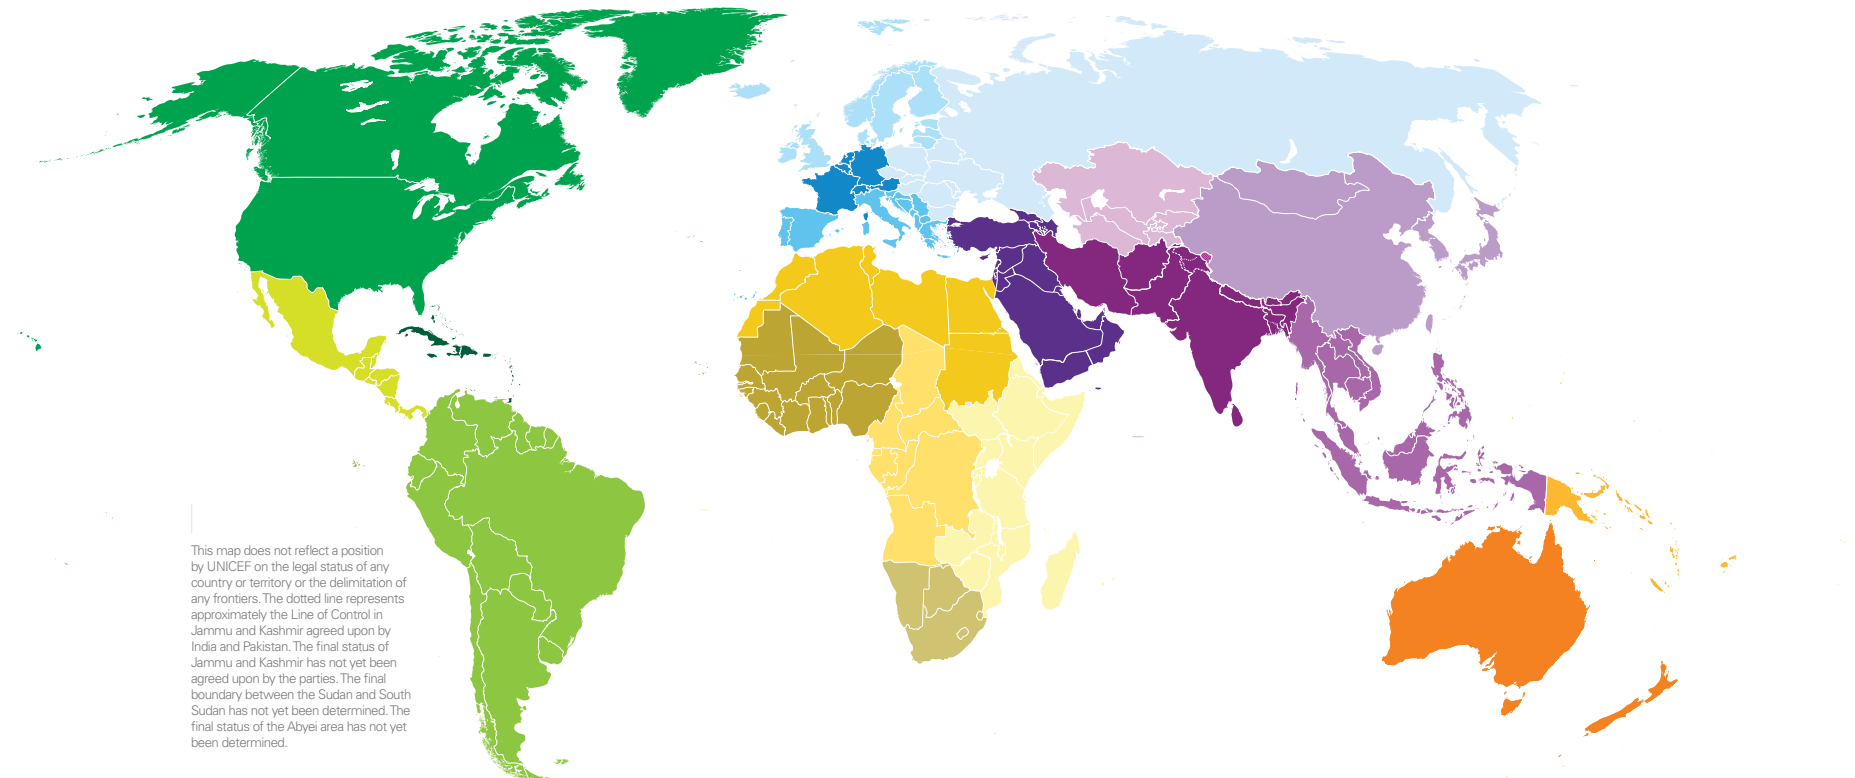 This map does not reflect a position
by UNICEF on the legal status of any
country or territory or the delimitation of
any frontiers. The dotted line represents
approximately the Line of Control in
Jammu and Kashmir agreed upon by
India and Pakistan. The final status of
Jammu and Kashmir has not yet been
agreed upon by the parties. The final
boundary between the Sudan and South
Sudan has not yet been determined. The
final status of the Abyei area has not yet
been determined.